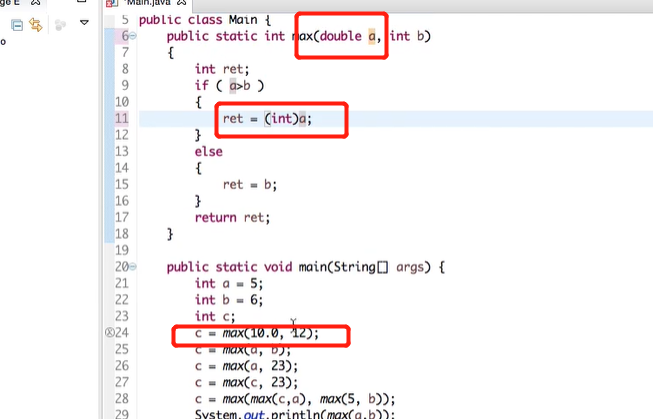 ge E
*Main.java
5 public class Main {
6 public static int max(double a, int b)
7 {
8 int ret;
9 if ( a>b )
10 {
11 ret = (int)a;
12 }
13 else
14 {
15 ret = b;
16 }
17 return ret;
18 }
19
20 public static void main(String[] args) {
21 int a = 5;
22 int b = 6;
23 int c;
24 c = max(10.0, 12);
25 c = max(a, b);
26 c = max(a, 23);
27 c = max(c, 23);
28 c = max(max(c,a), max(5, b));
29 System.out.println(max(a,b));